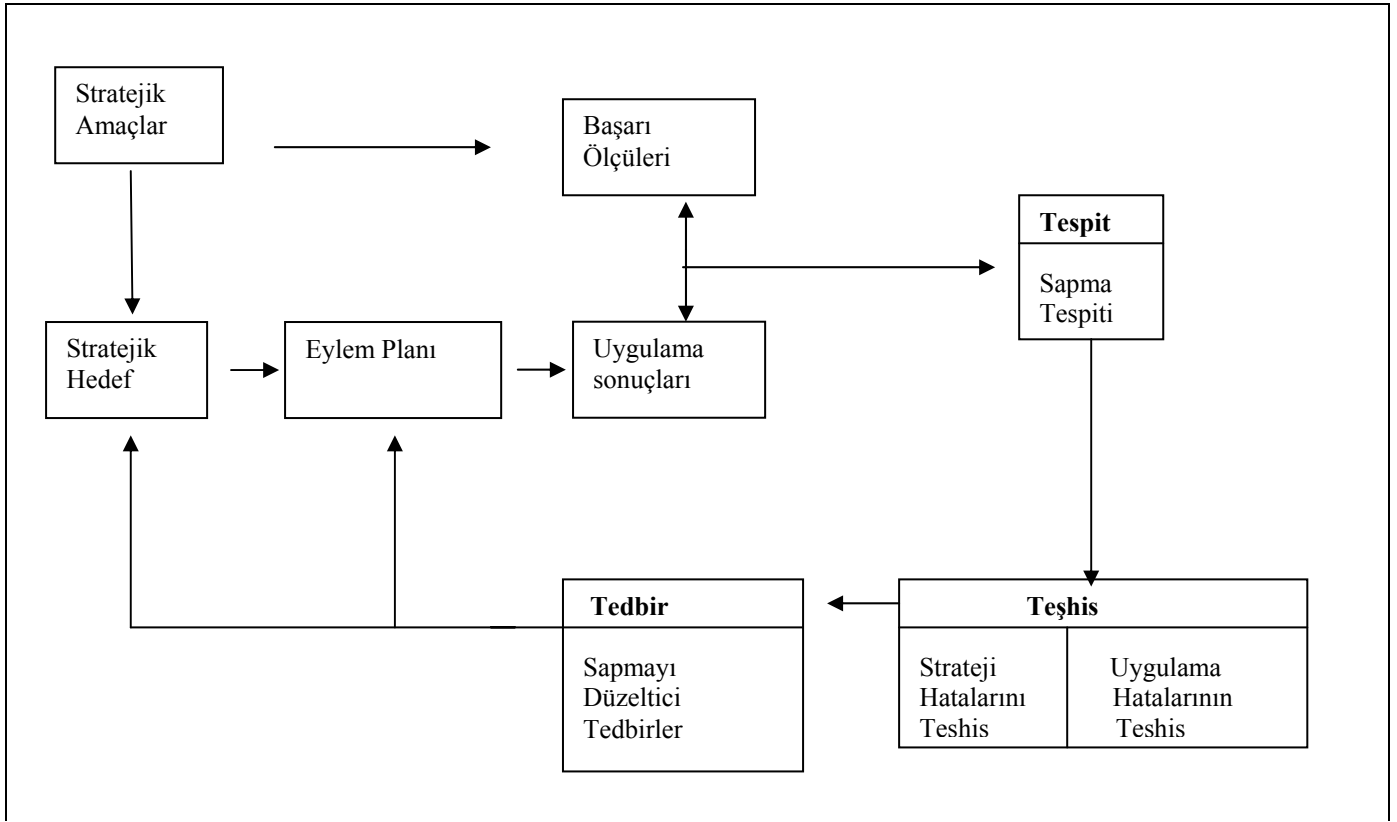 Stratejik
Amaçlar
Başarı
Ölçüleri
Tespit
Sapma
Tespiti
Stratejik
Hedef
Eylem Planı
Uygulama
sonuçları
Tedbir
Sapmayı
Düzeltici
Tedbirler
Teşhis
Strateji
Hatalarını
Teshis
Uygulama
Hatalarının
Teshis